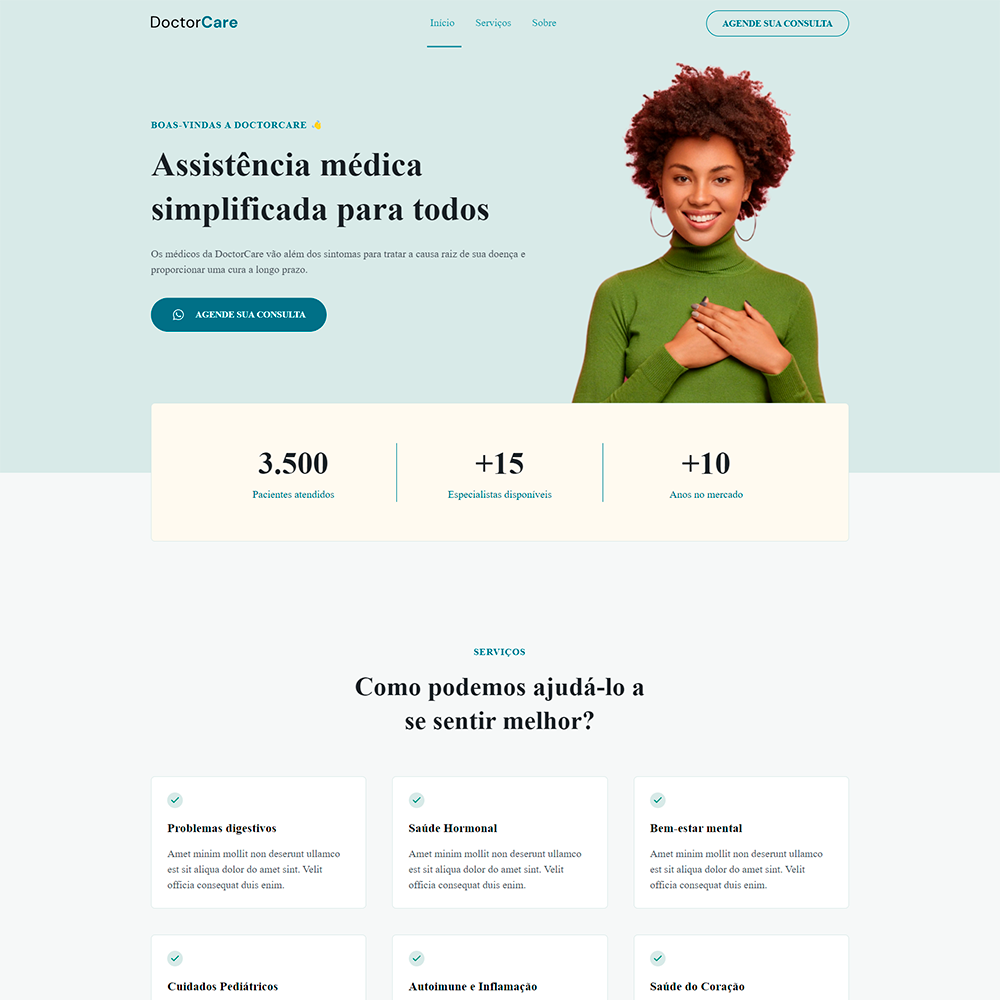 DoctorCare
Início Serviços Sobre
AGENDE SUA CONSULTA
BOAS-VINDAS A DOCTORCARE 👋
Assistência médica
simplificada para todos
Os médicos da DoctorCare vão além dos sintomas para tratar a causa raiz de sua doença e
proporcionar uma cura a longo prazo.
AGENDE SUA CONSULTA
3.500
Pacientes atendidos
+15
Especialistas disponíveis
+10
Anos no mercado
SERVIÇOS
Como podemos ajudá-lo a
se sentir melhor?
Problemas digestivos
Amet minim mollit non deserunt ullamco
est sit aliqua dolor do amet sint. Velit
officia consequat duis enim.
Saúde Hormonal
Amet minim mollit non deserunt ullamco
est sit aliqua dolor do amet sint. Velit
officia consequat duis enim.
Bem-estar mental
Amet minim mollit non deserunt ullamco
est sit aliqua dolor do amet sint. Velit
officia consequat duis enim.
Cuidados Pediátricos
Autoimune e Inflamação
Saúde do Coração